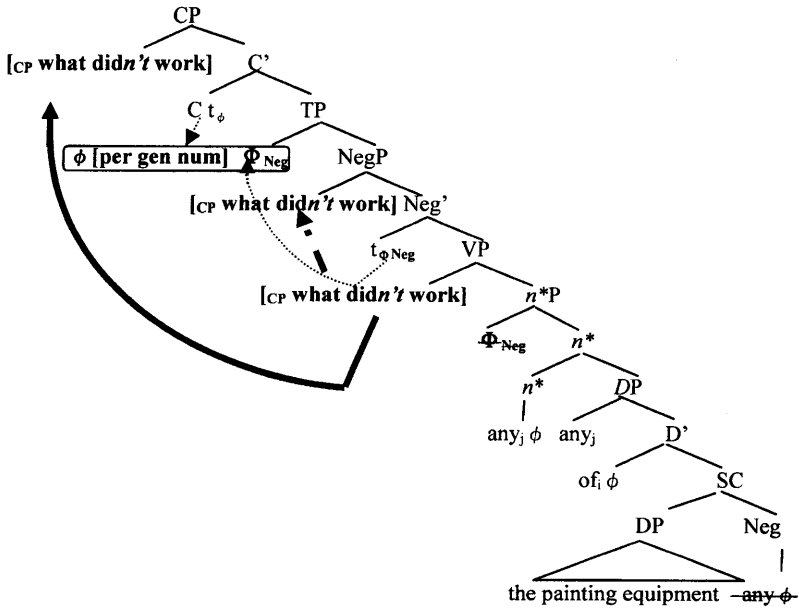 CP
[CP what didn't work] C'
C tϕ TP
ϕ [per gen num] ΦNeg NegP
[CP what didn't work] Neg'
tΦNeg VP
[CP what didn't work] n*P
ΦNeg n*
n* DP
anyj ϕ anyj D'
ofi ϕ SC
DP Neg
the painting equipment any ϕ